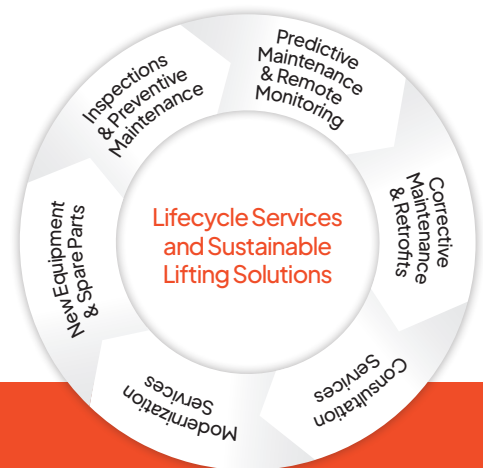 Lifecycle Services
and Sustainable
Lifting Solutions
Predictive
Maintenance
& Remote
Monitoring
Corrective
Maintenance
& Retrofits
Consultation
Services
Modernization
Services
New Equipment
& Spare Parts
Inspections
& Preventive
Maintenance